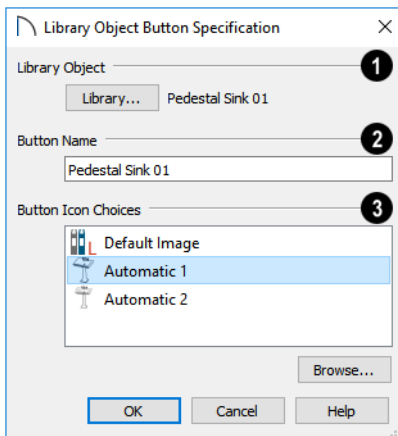 Library Object Button Specification
Library Object 1
Library... Pedestal Sink 01
Button Name 2
Pedestal Sink 01
Button Icon Choices 3
L Default Image
Automatic 1
Automatic 2
Browse...
OK Cancel Help